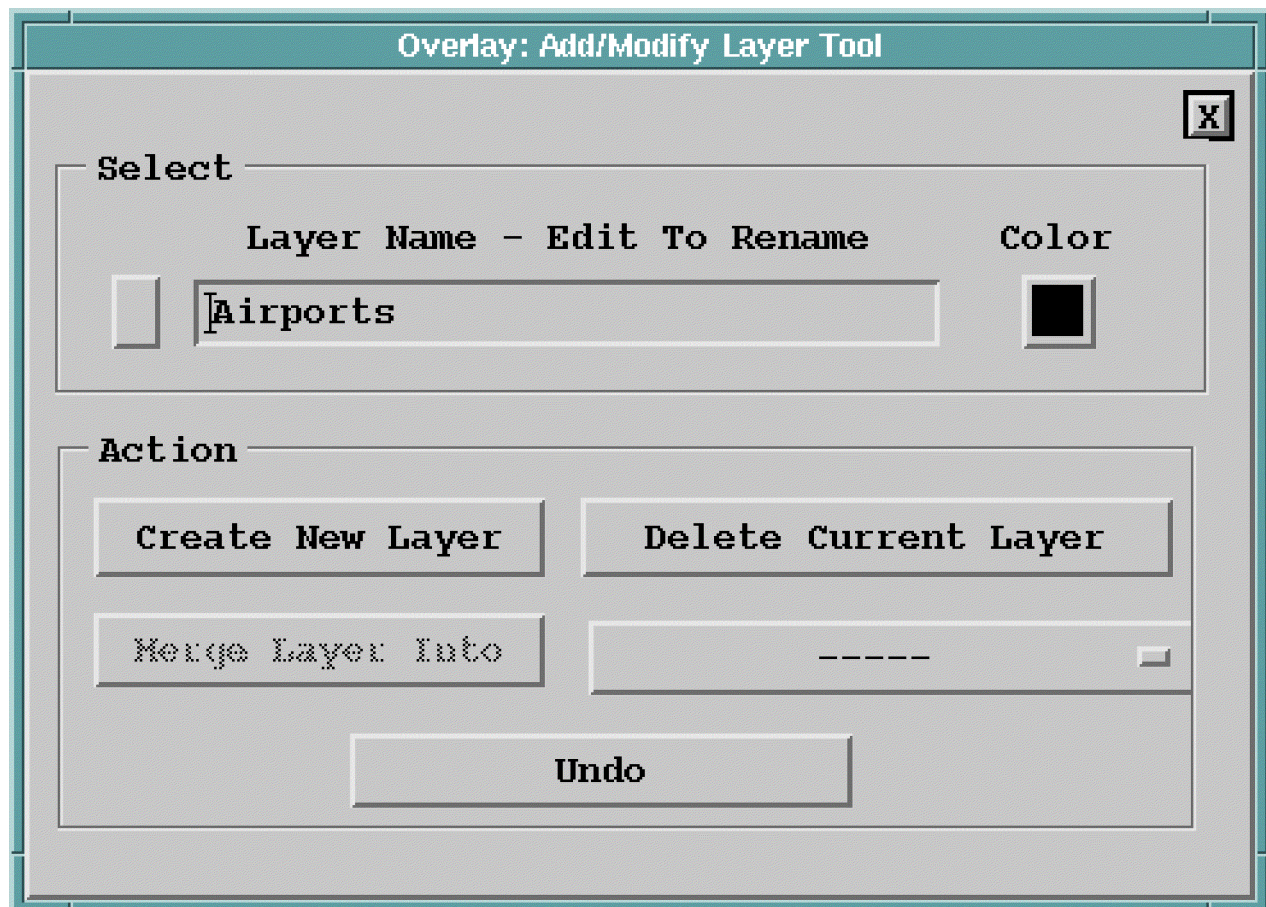 Overlay: Add/Modify Layer Tool
X
Select
Layer Name - Edit To Rename Color
Airports
Action
Create New Layer Delete Current Layer
Merge Layer Into -----
Undo